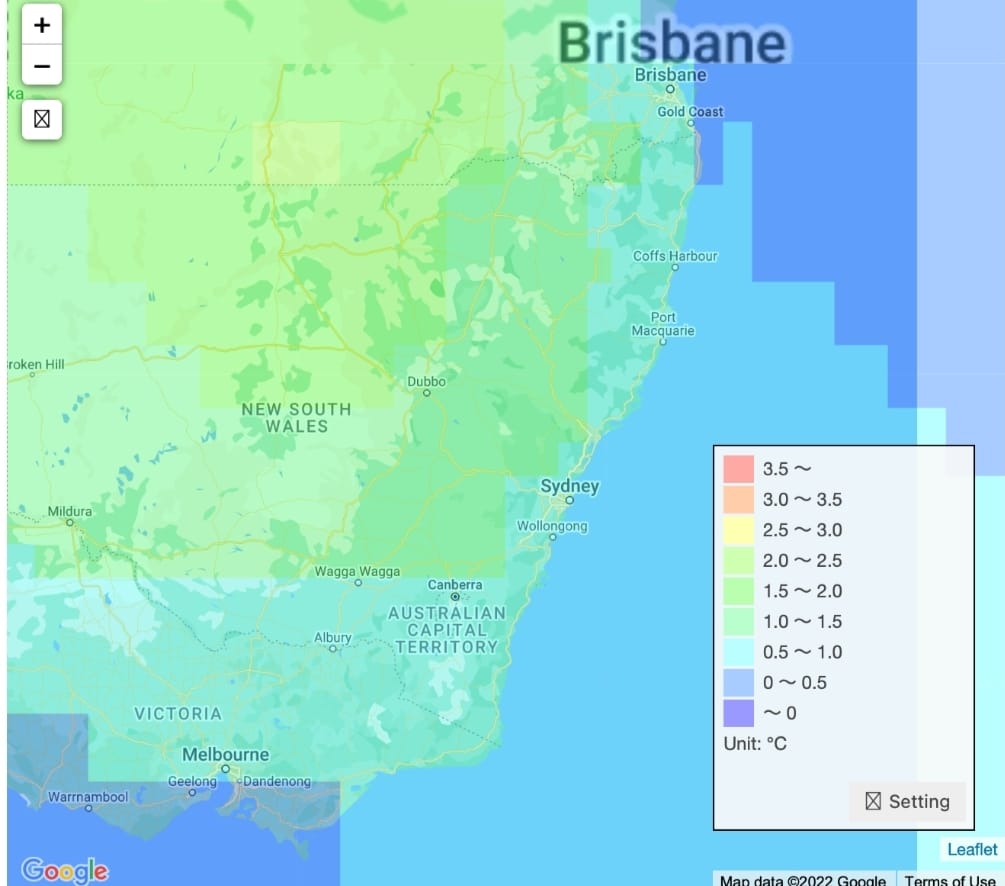 +
Brisbane
−
Brisbane
ka
Gold Coast
Coffs Harbour
Port
Macquarie
roken Hill
Dubbo
NEW SOUTH
WALES
3.5 ～
Sydney
3.0 ～ 3.5
Mildura
Wollongong
2.5 ～ 3.0
2.0 ～ 2.5
Wagga Wagga
Canberra
1.5 ～ 2.0
AUSTRALIAN
CAPITAL
TERRITORY
1.0 ～ 1.5
Albury
0.5 ～ 1.0
0 ～ 0.5
VICTORIA
～ 0
Unit: °C
Melbourne
Geelong
Dandenong
Warrnambool
Setting
Leaflet
Google
Map data ©2022 Google
Terms of Use